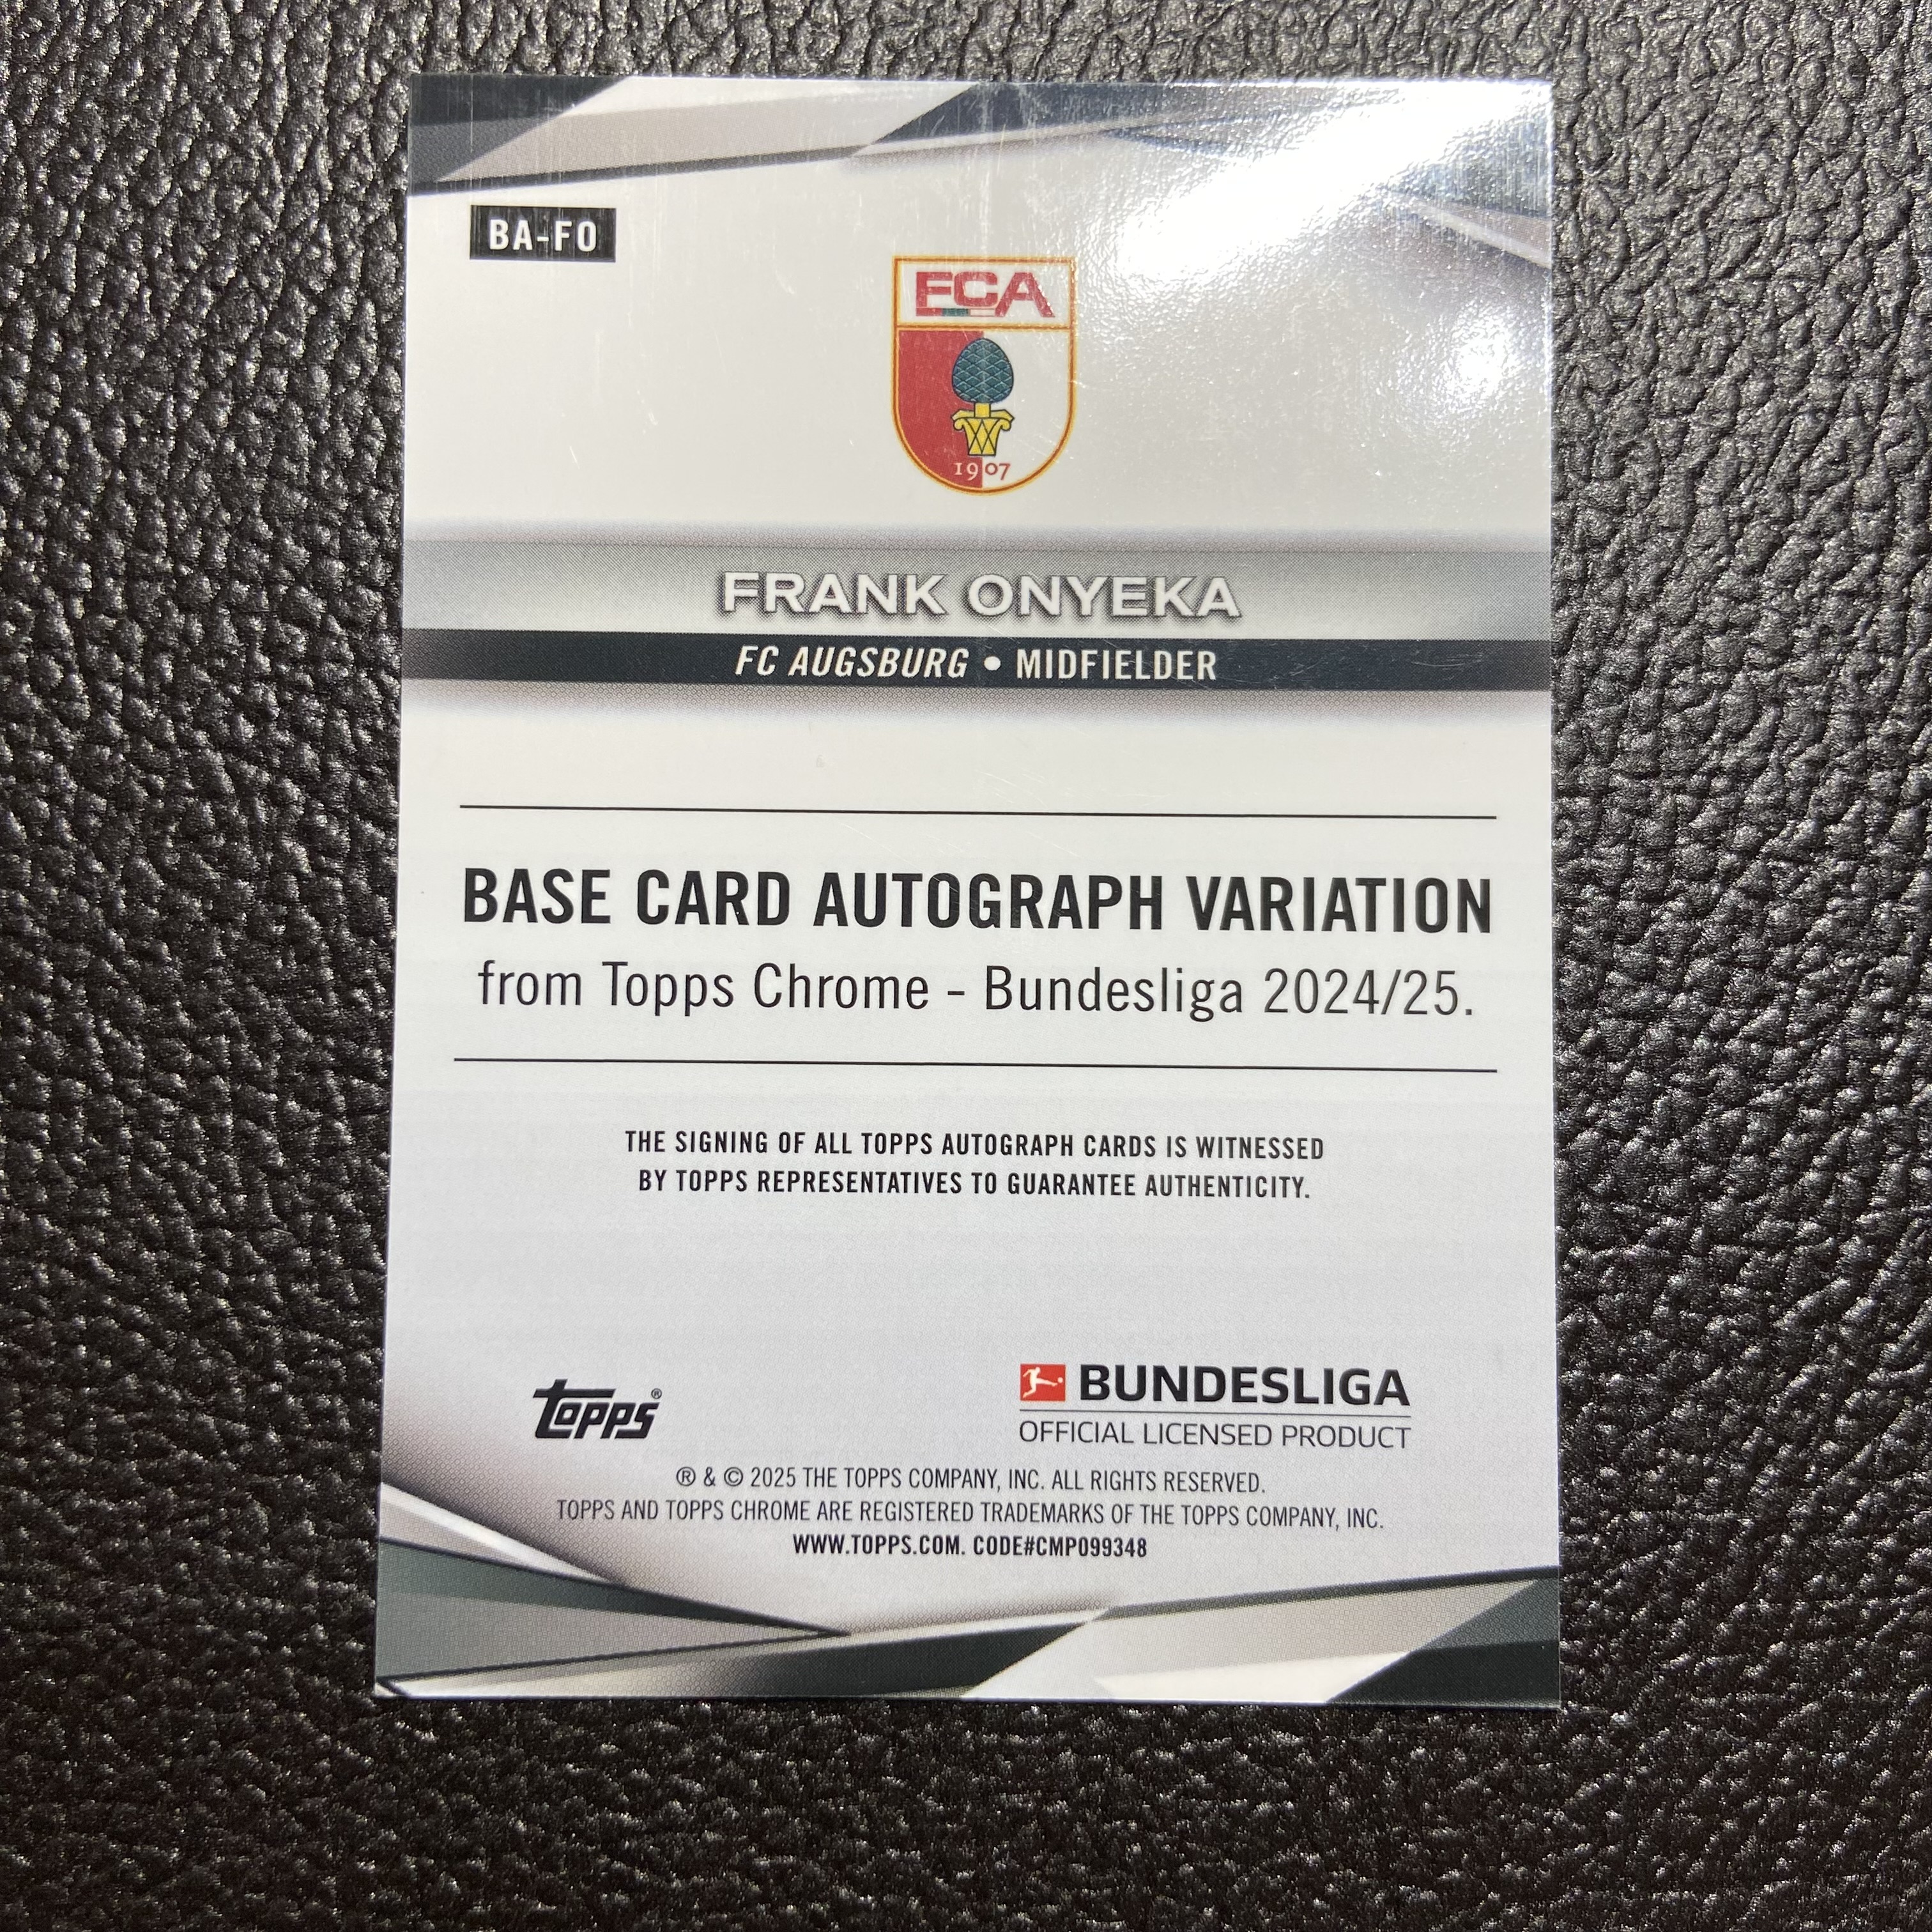 BA-FO
FCA
1907
FRANK ONYEKA
FC AUGSBURG • MIDFIELDER
BASE CARD AUTOGRAPH VARIATION
from Topps Chrome - Bundesliga 2024/25.
THE SIGNING OF ALL TOPPS AUTOGRAPH CARDS IS WITNESSED
BY TOPPS REPRESENTATIVES TO GUARANTEE AUTHENTICITY.
topps®
BUNDESLIGA
OFFICIAL LICENSED PRODUCT
® & © 2025 THE TOPPS COMPANY, INC. ALL RIGHTS RESERVED.
TOPPS AND TOPPS CHROME ARE REGISTERED TRADEMARKS OF THE TOPPS COMPANY, INC.
WWW.TOPPS.COM. CODE#CMP099348